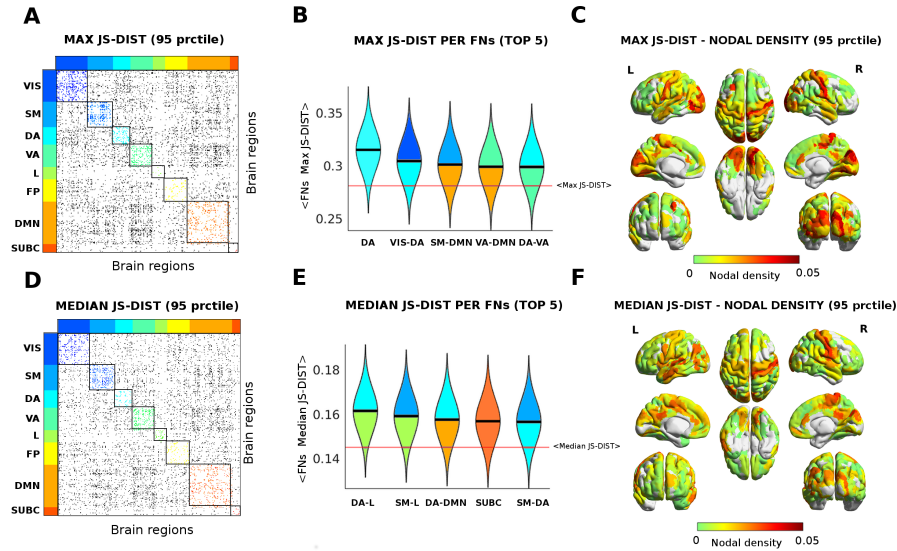 A
MAX JS-DIST (95 prctile)
VIS
SM
DA
VA
L
FP
DMN
SUBC
Brain regions
Brain regions
B
MAX JS-DIST PER FNs (TOP 5)
<FNs Max JS-DIST>
0.35
0.3
0.25
<Max JS-DIST>
DA VIS-DA SM-DMN VA-DMN DA-VA
C
MAX JS-DIST - NODAL DENSITY (95 prctile)
L R
0 0.05
Nodal density
D
MEDIAN JS-DIST (95 prctile)
VIS
SM
DA
VA
L
FP
DMN
SUBC
Brain regions
Brain regions
E
MEDIAN JS-DIST PER FNs (TOP 5)
<FNs Median JS-DIST>
0.18
0.16
0.14
<Median JS-DIST>
DA-L SM-L DA-DMN SUBC SM-DA
F
MEDIAN JS-DIST - NODAL DENSITY (95 prctile)
L R
0 0.05
Nodal density